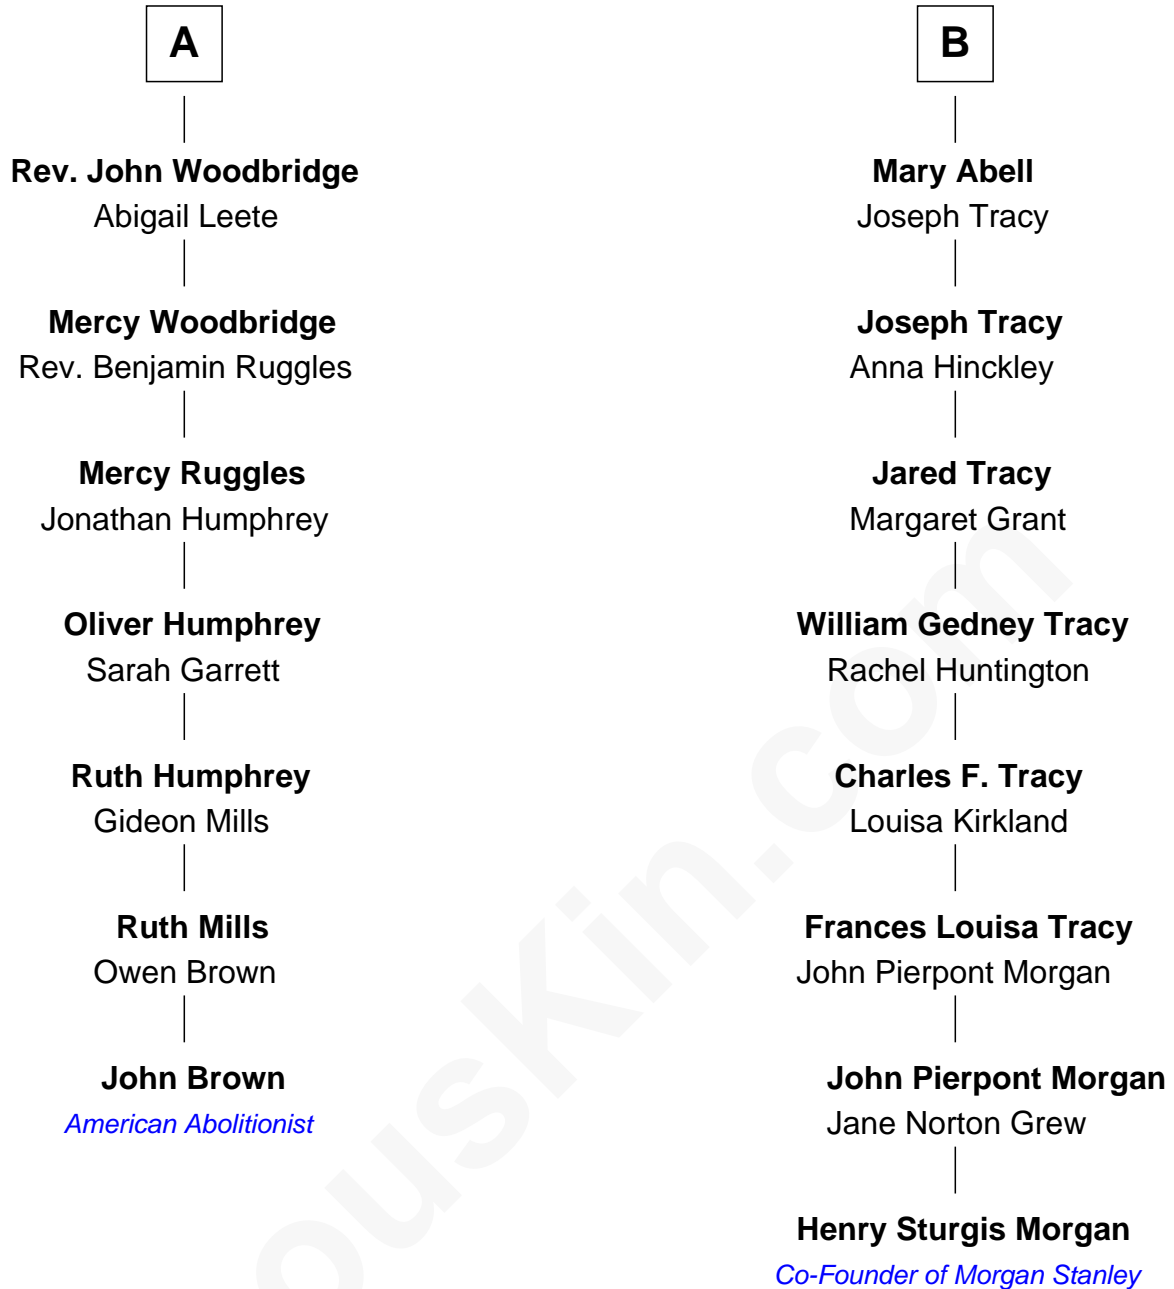 A
Rev. John Woodbridge
Abigail Leete
Mercy Woodbridge
Rev. Benjamin Ruggles
Mercy Ruggles
Jonathan Humphrey
Oliver Humphrey
Sarah Garrett
Ruth Humphrey
Gideon Mills
Ruth Mills
Owen Brown
John Brown
American Abolitionist
B
Mary Abell
Joseph Tracy
Joseph Tracy
Anna Hinckley
Jared Tracy
Margaret Grant
William Gedney Tracy
Rachel Huntington
Charles F. Tracy
Louisa Kirkland
Frances Louisa Tracy
John Pierpont Morgan
John Pierpont Morgan
Jane Norton Grew
Henry Sturgis Morgan
Co-Founder of Morgan Stanley
ousKin.com